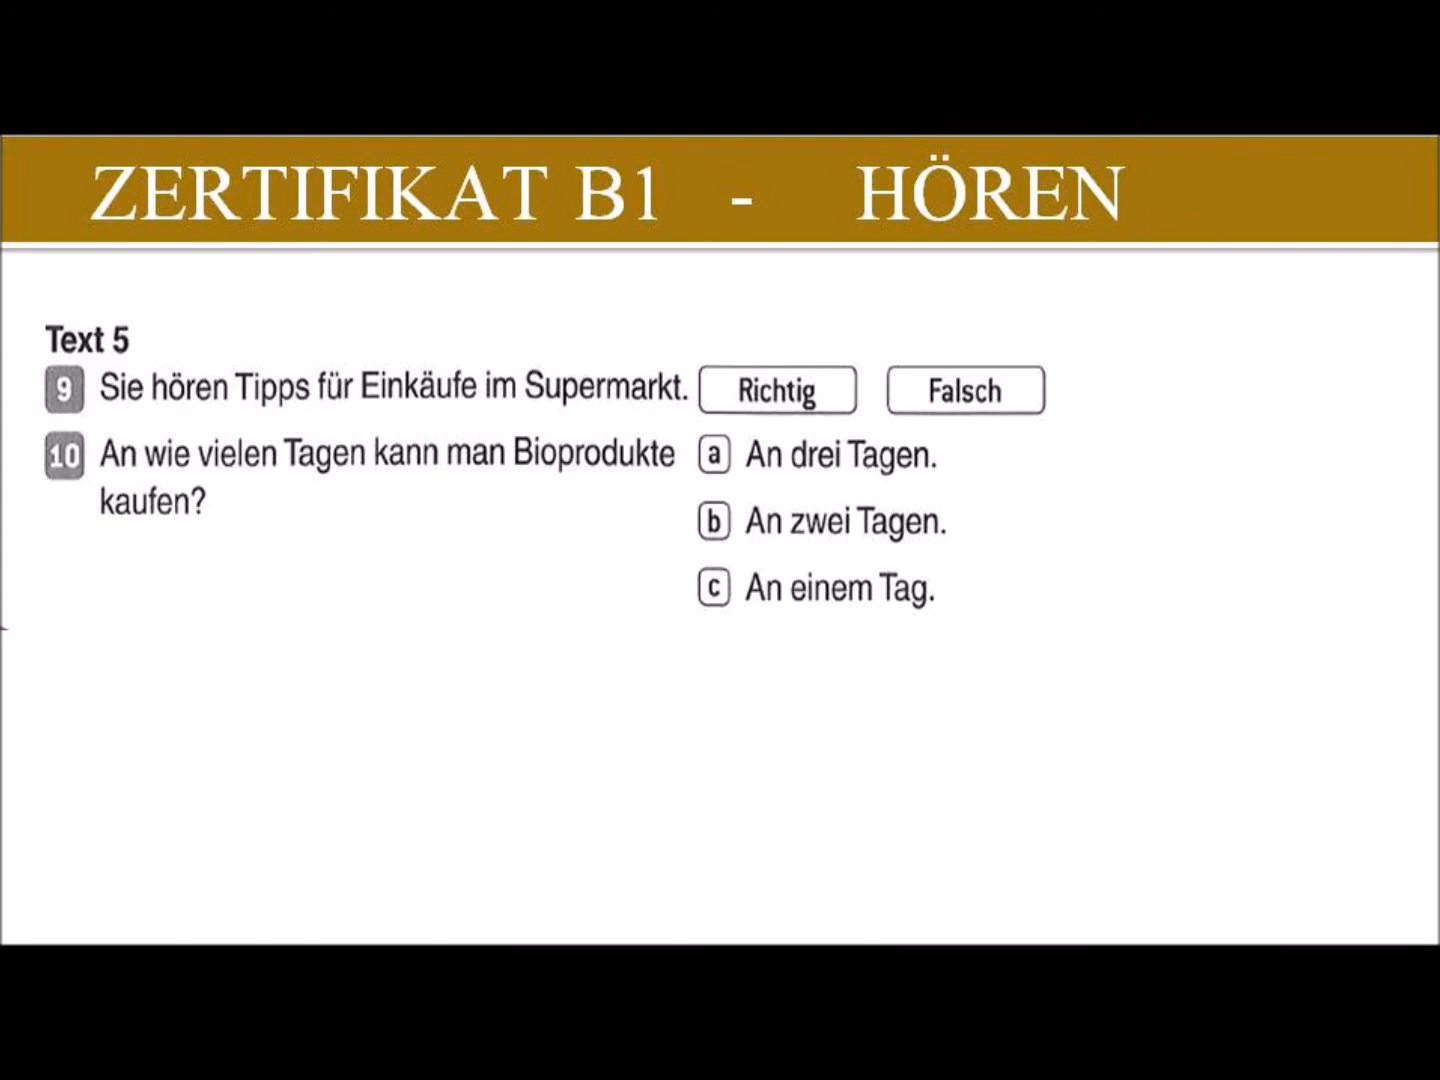 ZERTIFIKAT B1 - HÖREN
Text 5
9 Sie hören Tipps für Einkäufe im Supermarkt. Richtig Falsch
10 An wie vielen Tagen kann man Bioprodukte a An drei Tagen.
kaufen?
b An zwei Tagen.
c An einem Tag.